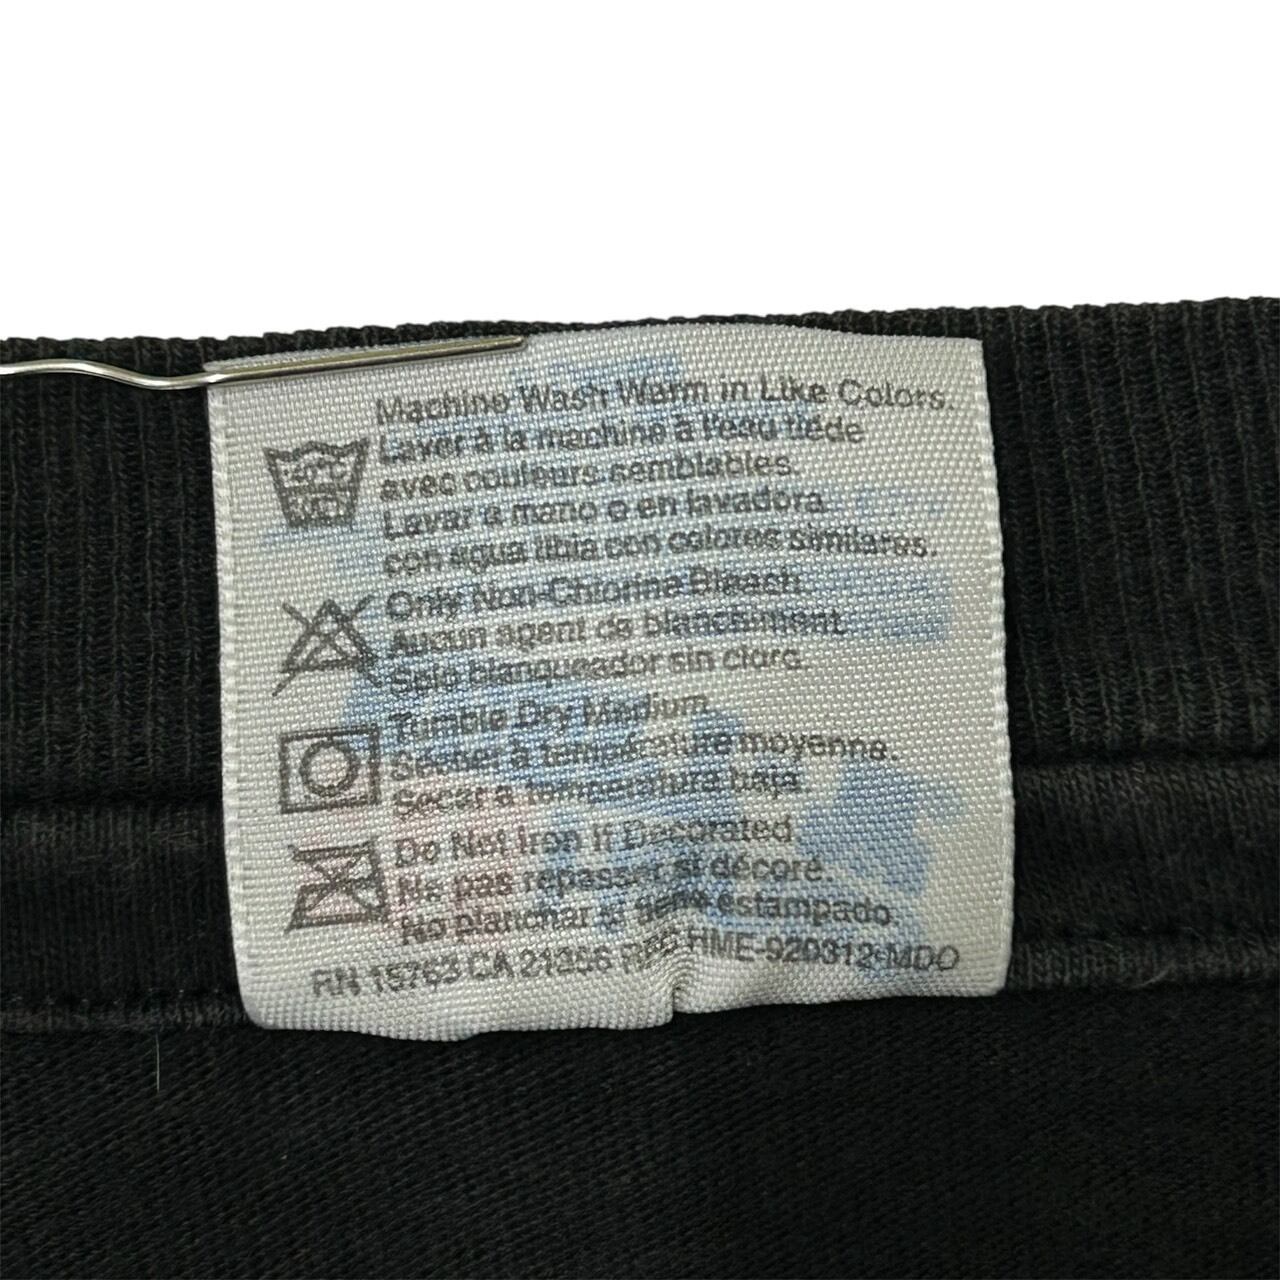 Machine Wash Warm in Like Colors.
Laver à la machine à l'eau tiède
avec couleurs semblables.
Lavar a mano o en lavadora
con agua tibia con colores similares.
Only Non-Chlorine Bleach
Aucun agent de blanchiment
Solo blanqueador sin cloro.
Tumble Dry Medium
Sécher à température moyenne.
Secar a temperatura baja
Do Not Iron If Decorated
Ne pas repasser si décoré.
No planchar si tiene estampado.
RN 15763 CA 21356 HME-920312-MDO